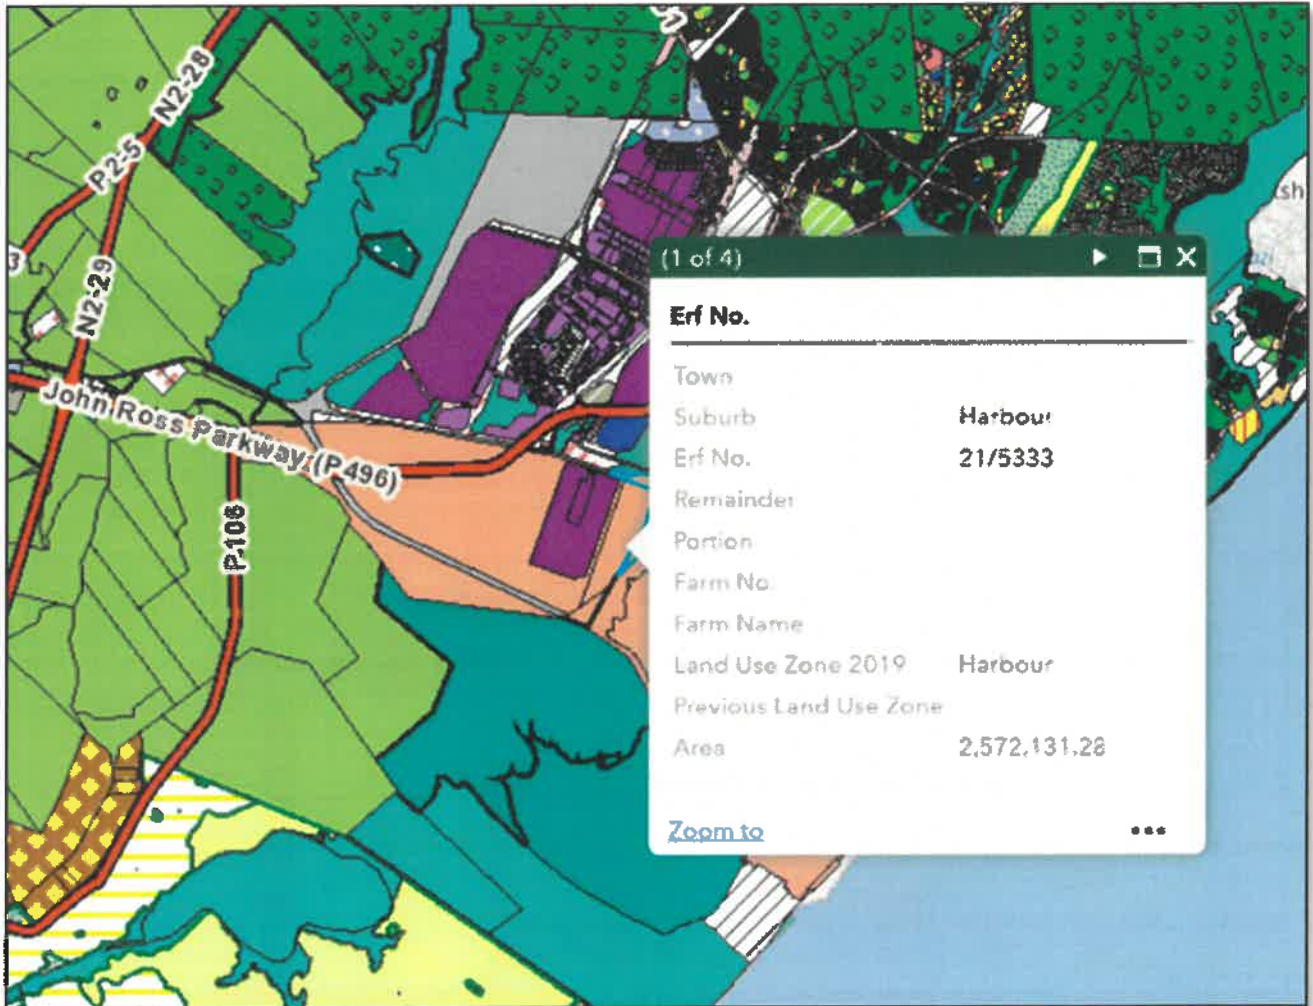 N2-28
P2-5
N2-29
3
John Ross Parkway (P496)
P.106
(1 of 4)
Erf No.
Town
Suburb Harbour
Erf No. 21/5333
Remainder
Portion
Farm No.
Farm Name
Land Use Zone 2019 Harbour
Previous Land Use Zone
Area 2,572,131.28
Zoom to